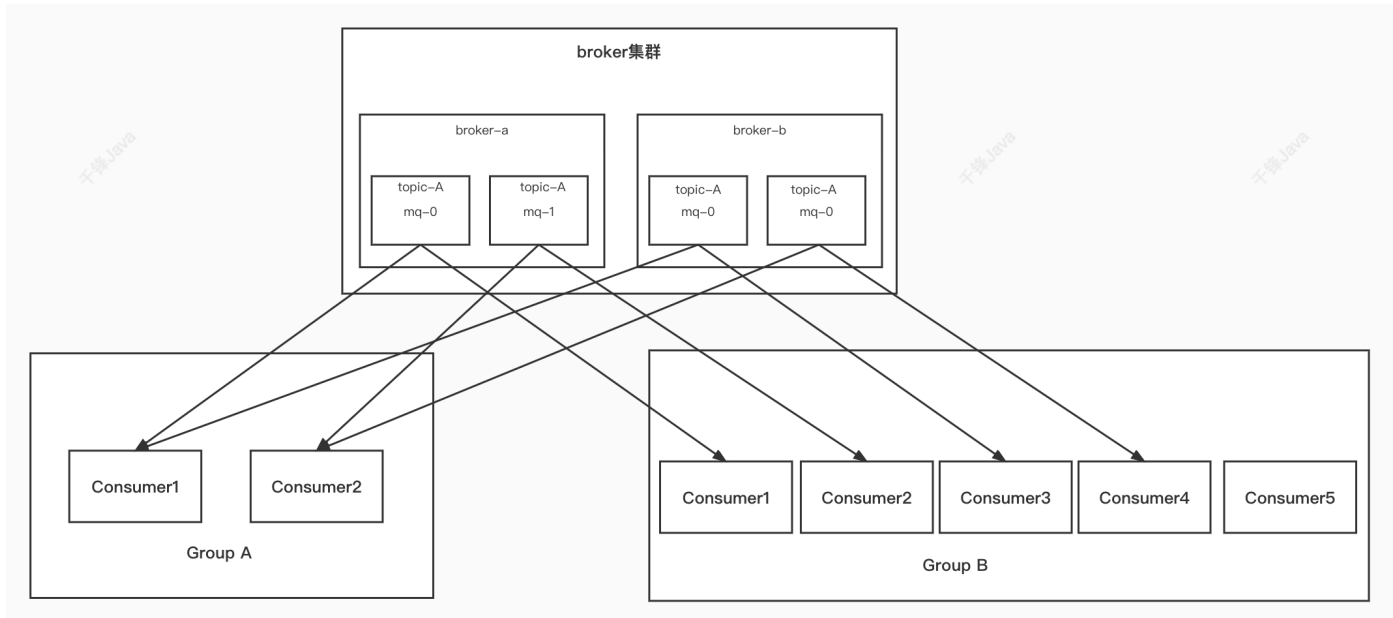 broker集群
broker-a
broker-b
topic-A
mq-0
topic-A
mq-1
topic-A
mq-0
topic-A
mq-0
千锋Java
千锋Java
千锋Java
Consumer1
Consumer2
Group A
Consumer1
Consumer2
Consumer3
Consumer4
Consumer5
Group B